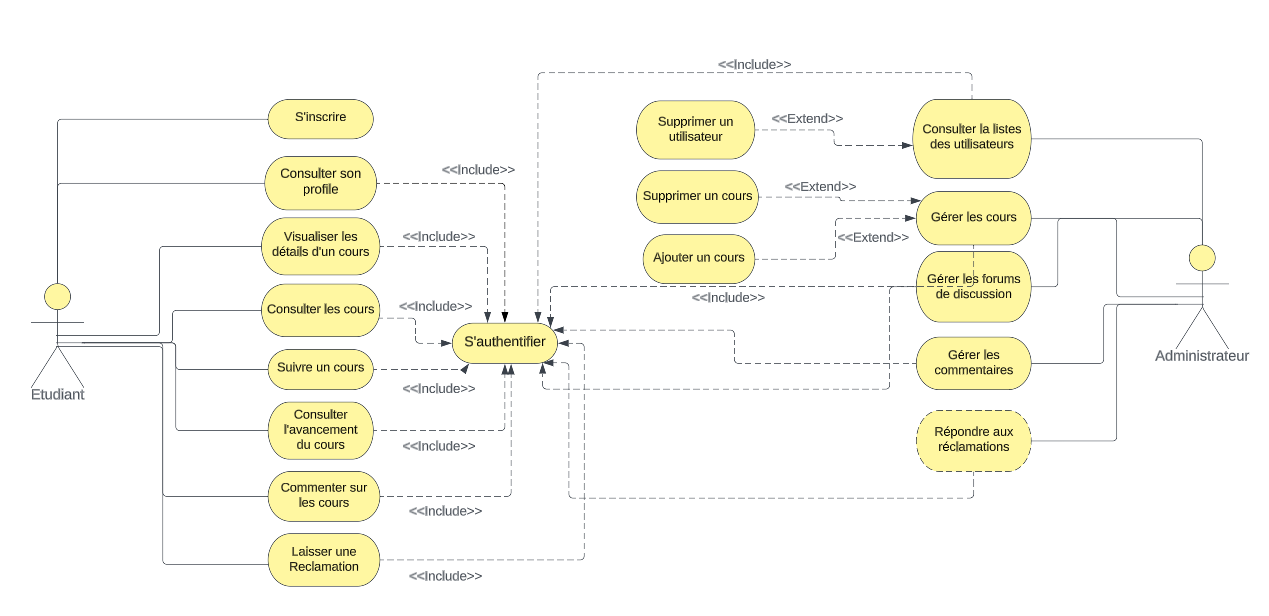 <<Include>>
S'inscrire
Supprimer un
utilisateur
<<Extend>>
Consulter la listes
des utilisateurs
Consulter son
profile
<<Include>>
Supprimer un cours
<<Extend>>
Gérer les cours
Visualiser les
détails d'un cours
<<Include>>
Ajouter un cours
<<Extend>>
Gérer les forums
de discussion
Consulter les cours
<<Include>>
<<Include>>
S'authentifier
Administrateur
Gérer les
commentaires
Suivre un cours
<<Include>>
Etudiant
Consulter
l'avancement
du cours
<<Include>>
Répondre aux
réclamations
Commenter sur
les cours
<<Include>>
Laisser une
Reclamation
<<Include>>